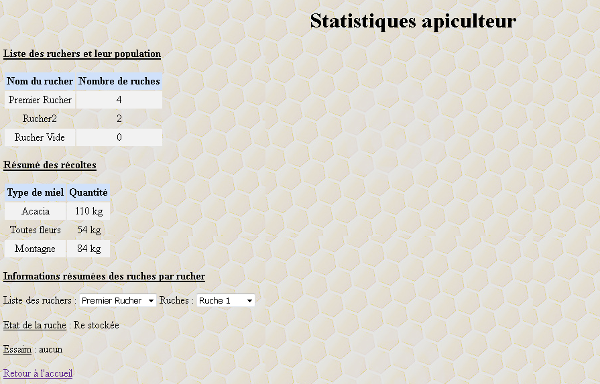 Statistiques apiculteur
Liste des ruchers et leur population
Nom du rucher Nombre de ruches
Premier Rucher 4
Rucher2 2
Rucher Vide 0
Résumé des récoltes
Type de miel Quantité
Acacia 110 kg
Toutes fleurs 54 kg
Montagne 84 kg
Informations résumées des ruches par rucher
Liste des ruchers : Premier Rucher Ruches : Ruche 1
Etat de la ruche : Re stockée
Essaim : aucun
Retour à l'accueil